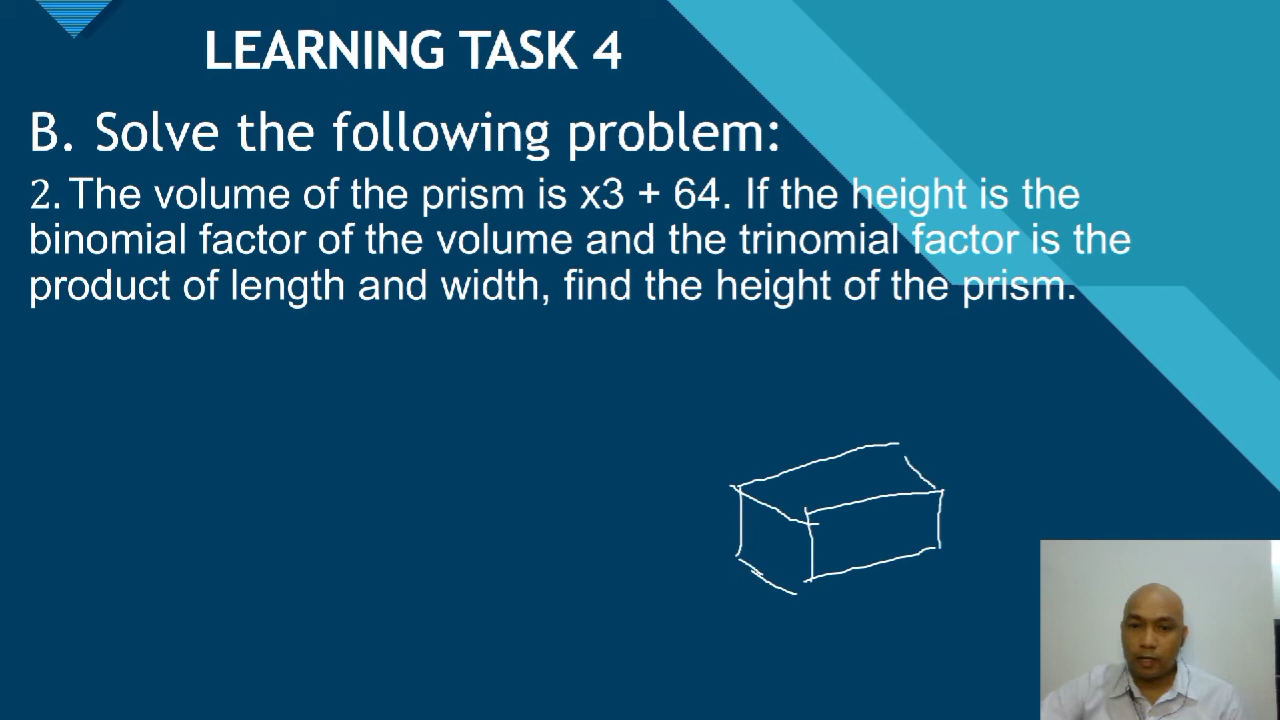 LEARNING TASK 4
B. Solve the following problem:
2. The volume of the prism is x3 + 64. If the height is the
binomial factor of the volume and the trinomial factor is the
product of length and width, find the height of the prism.